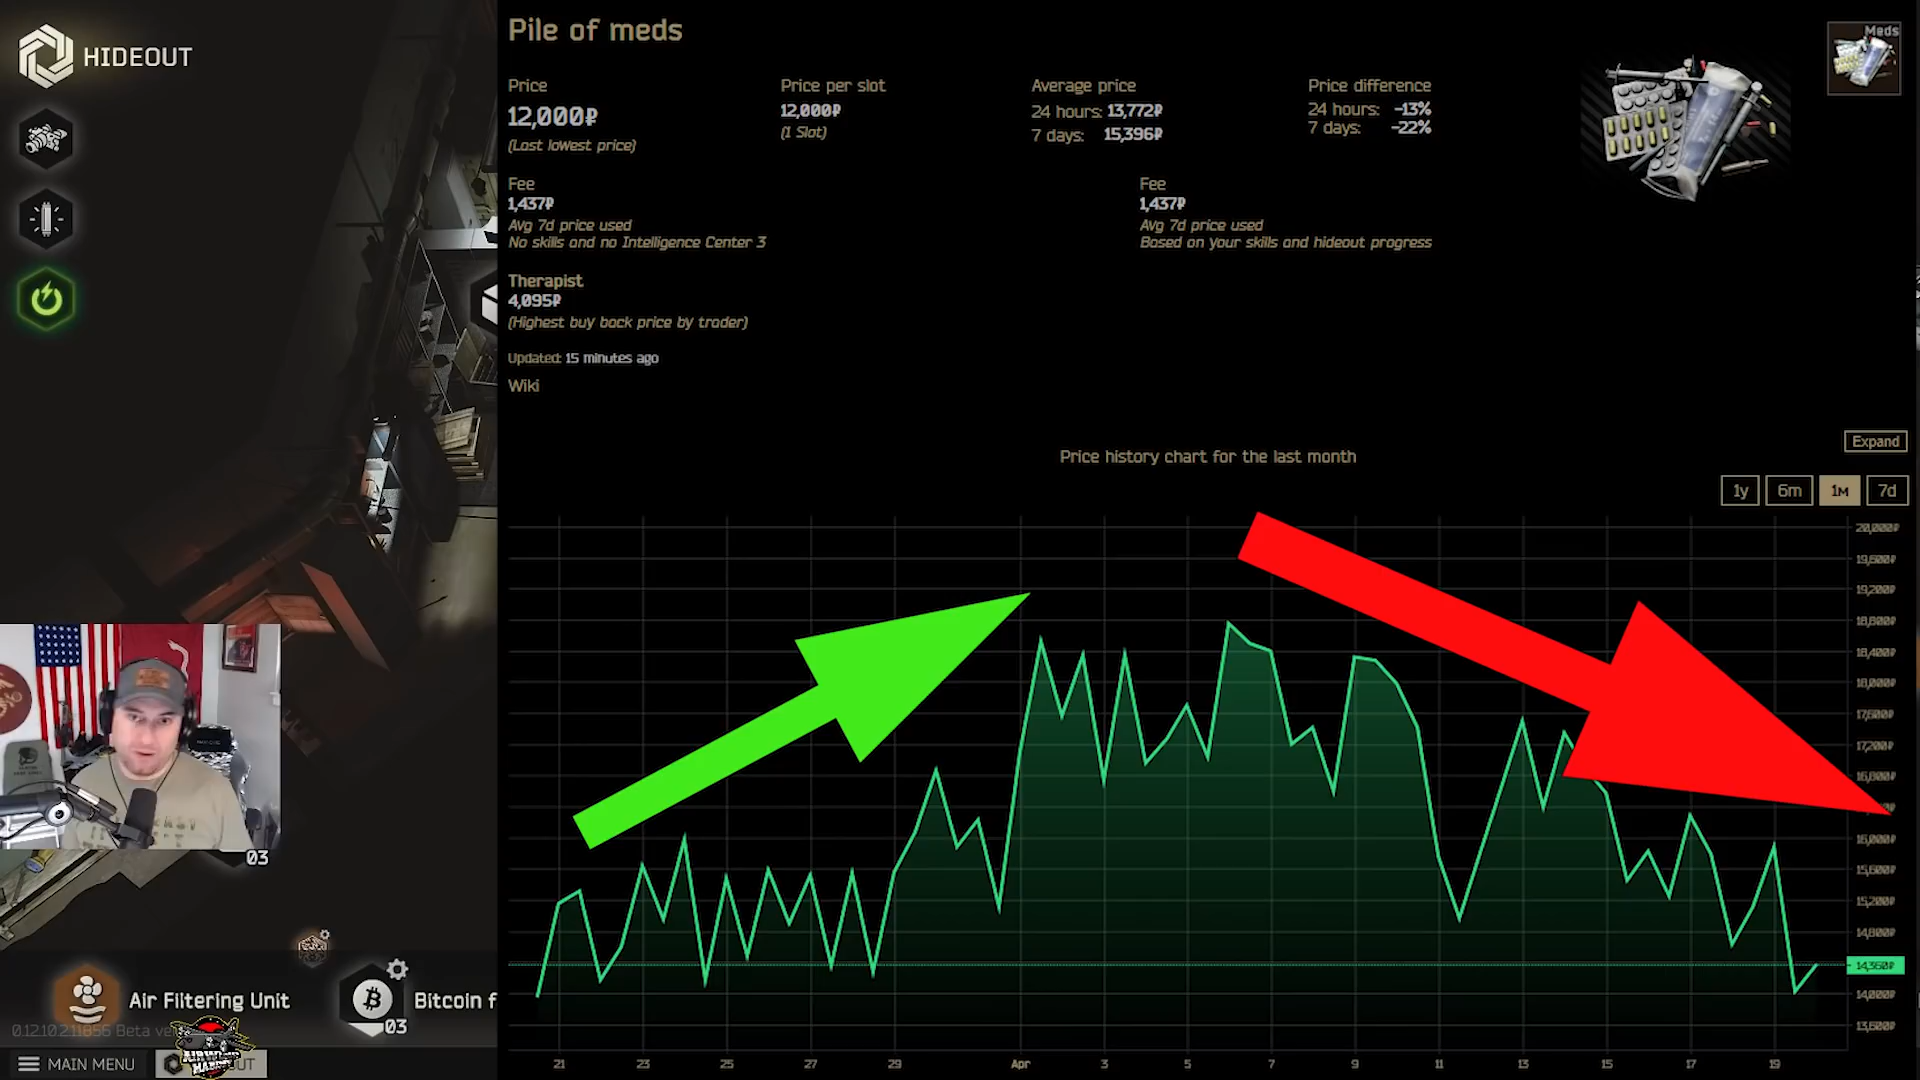 HIDEOUT
Pile of meds
Meds
Price
12,000₽
(Last lowest price)
Price per slot
12,000₽
(1 Slot)
Average price
24 hours: 13,772₽
7 days: 15,396₽
Price difference
24 hours: -13%
7 days: -22%
Fee
1,437₽
Avg 7d price used
No skills and no Intelligence Center 3
Fee
1,437₽
Avg 7d price used
Based on your skills and hideout progress
Therapist
4,095₽
(Highest buy back price by trader)
Updated: 15 minutes ago
Wiki
Expand
Price history chart for the last month
1y 6m 1M 7d
20,000₽
19,600₽
19,200₽
18,800₽
18,400₽
18,000₽
17,600₽
17,200₽
16,800₽
16,000₽
15,600₽
15,200₽
14,800₽
14,360₽
14,000₽
13,600₽
21 23 25 27 29 Apr 3 5 7 9 11 13 15 17 19
03
Air Filtering Unit
Bitcoin f
03
0.12.10.2.11856 Beta ve
MAIN MENU